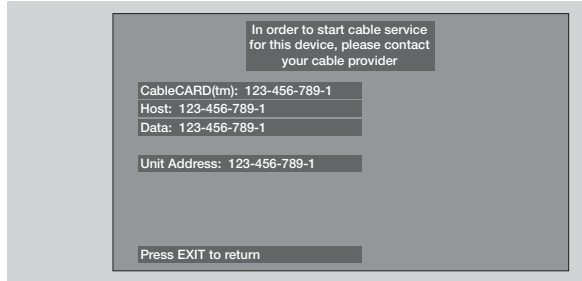 In order to start cable service
for this device, please contact
your cable provider
CableCARD(tm): 123-456-789-1
Host: 123-456-789-1
Data: 123-456-789-1
Unit Address: 123-456-789-1
Press EXIT to return